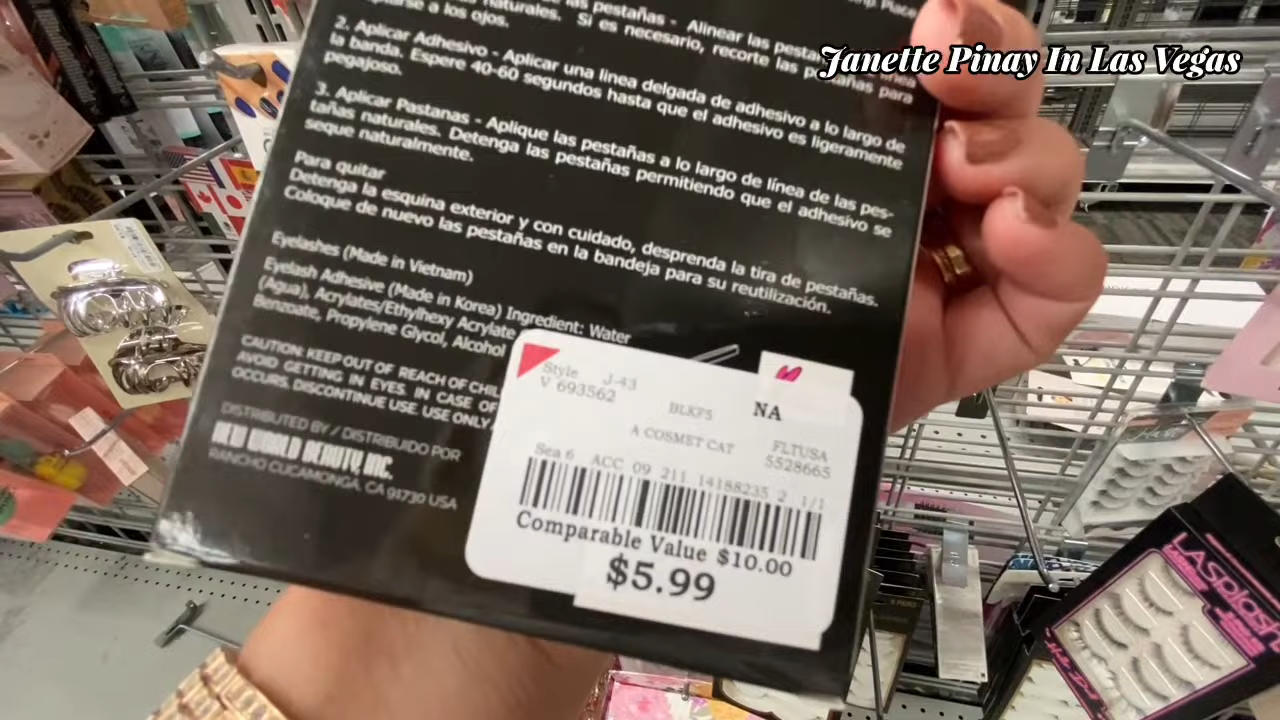 Janette Pinay In Las Vegas
las pestañas - Alinear las
naturales. Si es necesario, recorte las pestañas para
a los ojos.
2. Aplicar Adhesivo - Aplicar una linea delgada de adhesivo a lo largo de
la banda. Espere 40-60 segundos hasta que el adhesivo es ligeramente
pegajoso.
3. Aplicar Pastanas - Aplique las pestañas a lo largo de línea de las pes-
tañas naturales. Detenga las pestañas permitiendo que el adhesivo se
seque naturalmente.
Para quitar
Detenga la esquina exterior y con cuidado, desprenda la tira de pestañas.
Coloque de nuevo las pestañas en la bandeja para su reutilización.
Eyelashes (Made in Vietnam)
Eyelash Adhesive (Made in Korea) Ingredient: Water
(Agua), Acrylates/Ethylhexy Acrylate
Benzoate, Propylene Glycol, Alcohol
CAUTION: KEEP OUT OF REACH OF CHIL
AVOID GETTING IN EYES. IN CASE OF
OCCURS, DISCONTINUE USE. USE ONLY
DISTRIBUTED BY / DISTRIBUIDO POR
NEW WORLD BEAUTY, INC.
RANCHO CUCAMONGA, CA 91730 USA
Style J-43
V 693562
BLKF5 NA
A COSMET CAT FLTUSA
5528665
Sea 6 ACC 09 211 14188235 2 1/1
Comparable Value $10.00
$5.99
LASplash